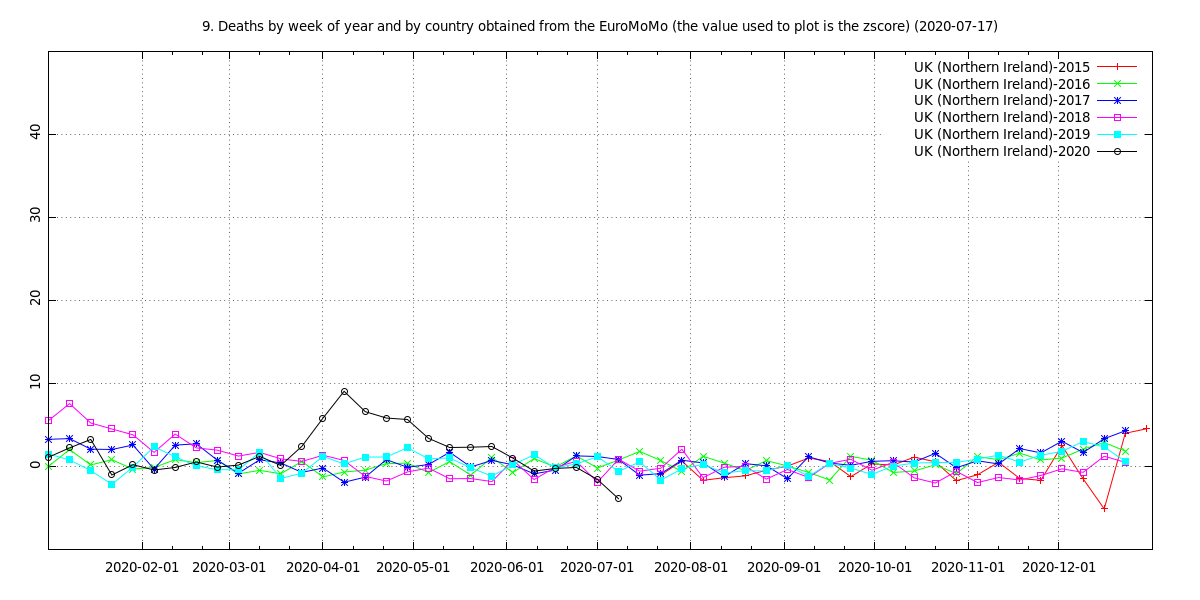 9. Deaths by week of year and by country obtained from the EuroMoMo (the value used to plot is the zscore) (2020-07-17)
UK (Northern Ireland)-2015
UK (Northern Ireland)-2016
UK (Northern Ireland)-2017
UK (Northern Ireland)-2018
UK (Northern Ireland)-2019
UK (Northern Ireland)-2020
40
30
20
10
0
2020-02-01 2020-03-01 2020-04-01 2020-05-01 2020-06-01 2020-07-01 2020-08-01 2020-09-01 2020-10-01 2020-11-01 2020-12-01